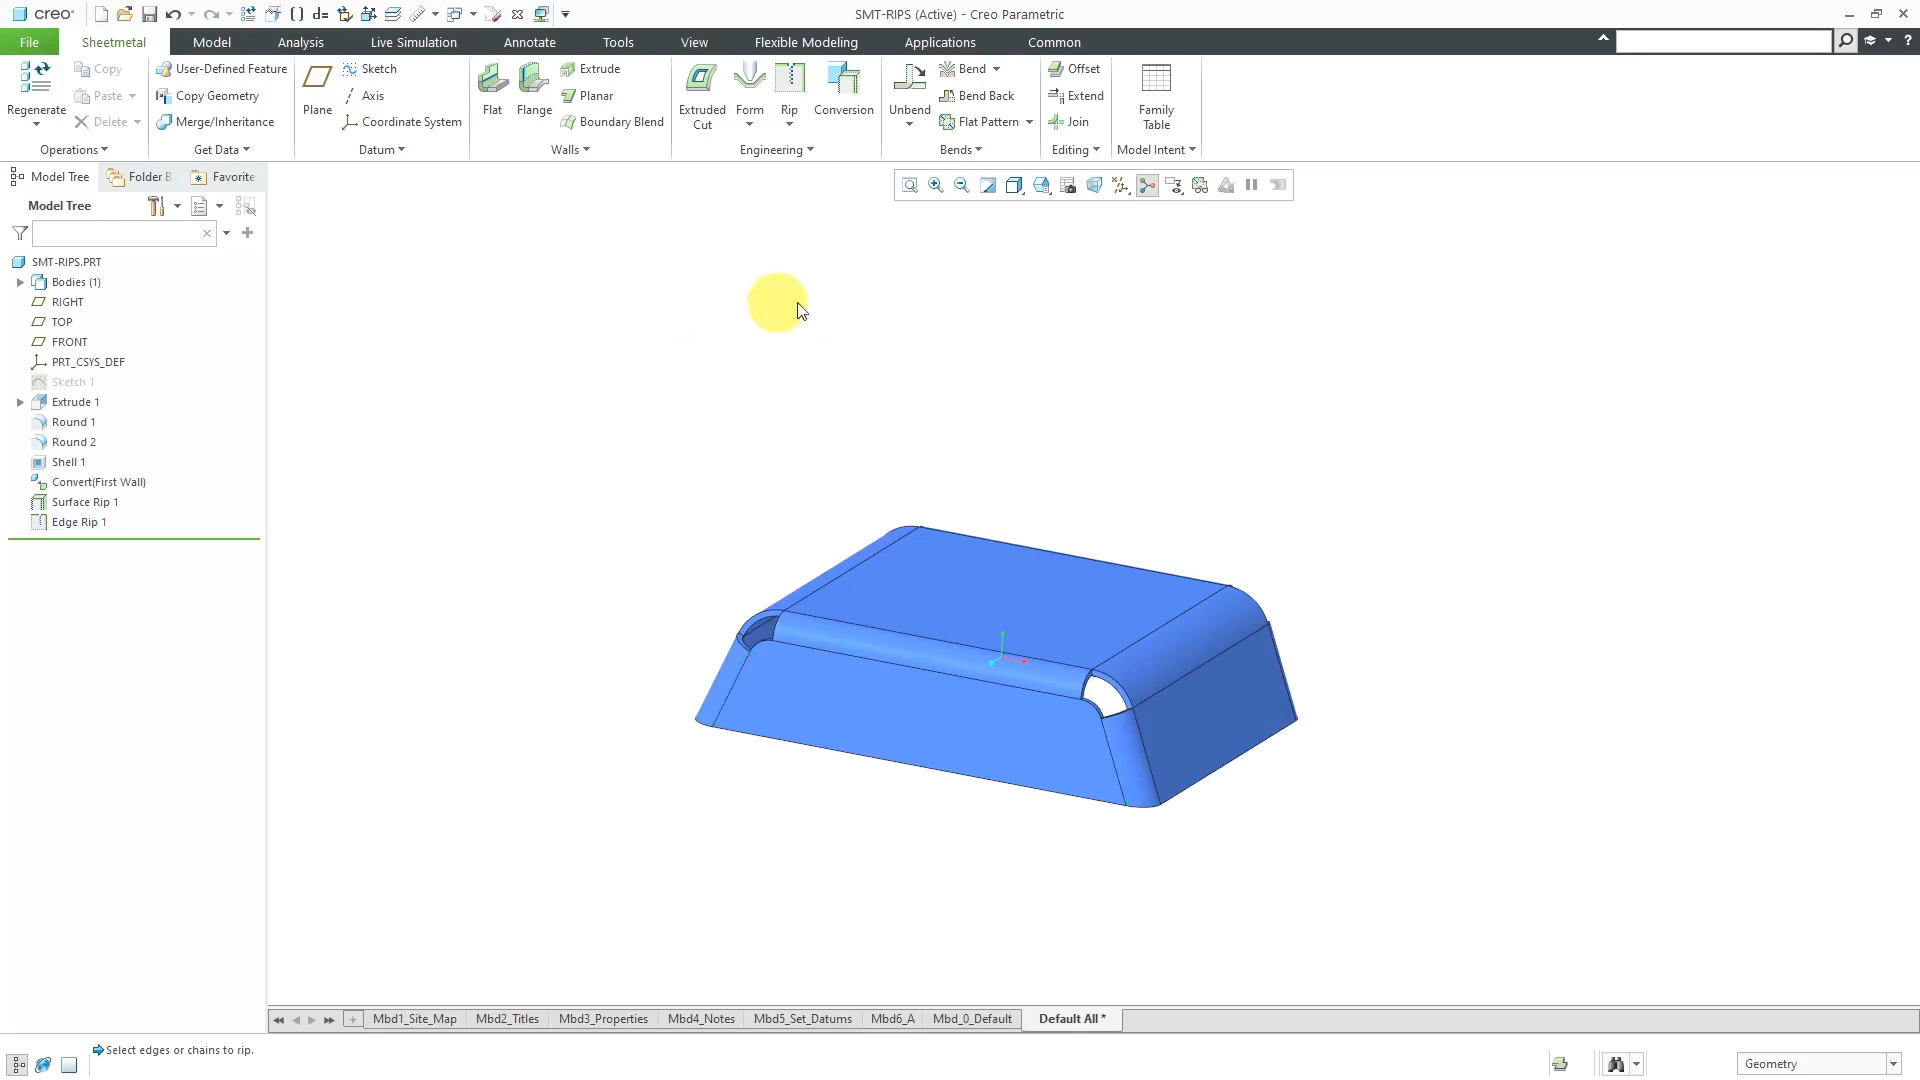 creo
SMT-RIPS (Active) - Creo Parametric
File
Sheetmetal
Model
Analysis
Live Simulation
Annotate
Tools
View
Flexible Modeling
Applications
Common
Regenerate
Copy
Paste
Delete
Operations
User-Defined Feature
Copy Geometry
Merge/Inheritance
Get Data
Plane
Sketch
Axis
Coordinate System
Datum
Flat
Flange
Extrude
Planar
Boundary Blend
Walls
Extruded
Cut
Form
Rip
Conversion
Engineering
Unbend
Bend
Bend Back
Flat Pattern
Bends
Offset
Extend
Join
Editing
Family
Table
Model Intent
Model Tree
Folder B
Favorite
Model Tree
SMT-RIPS.PRT
Bodies (1)
RIGHT
TOP
FRONT
PRT_CSYS_DEF
Sketch 1
Extrude 1
Round 1
Round 2
Shell 1
Convert(First Wall)
Surface Rip 1
Edge Rip 1
Mbd1_Site_Map
Mbd2_Titles
Mbd3_Properties
Mbd4_Notes
Mbd5_Set_Datums
Mbd6_A
Mbd_0_Default
Default All *
Select edges or chains to rip.
Geometry